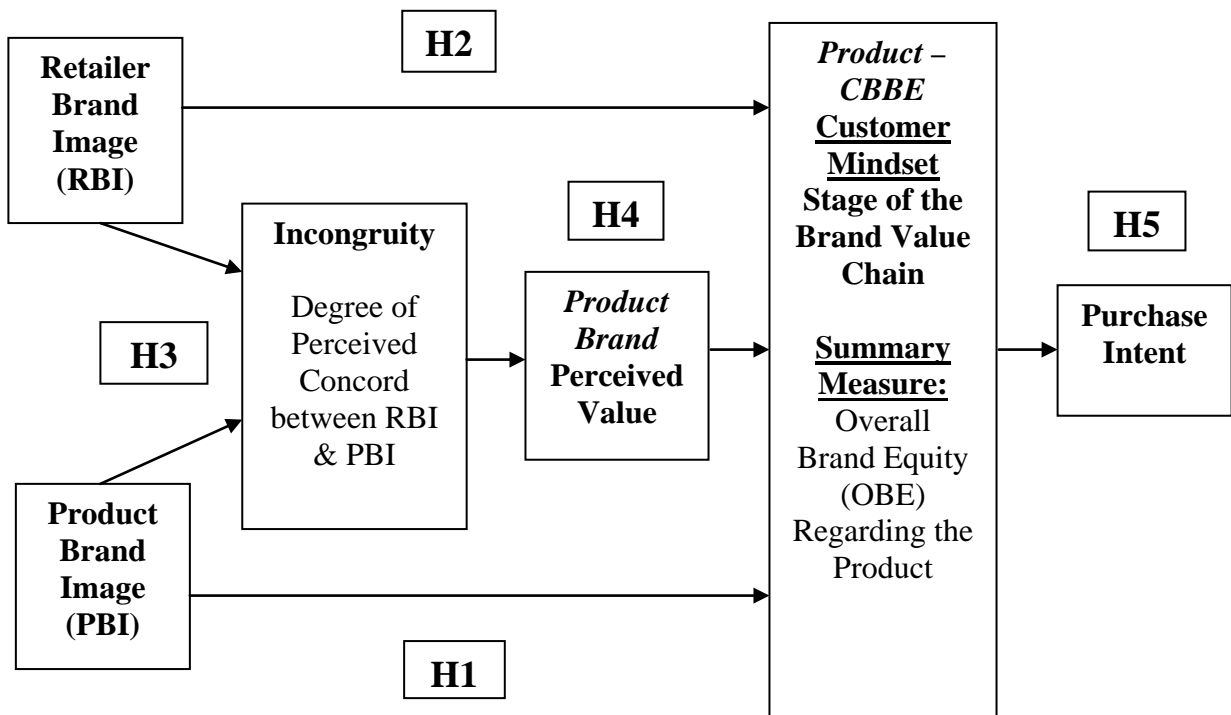 H2
Retailer
Brand
Image
(RBI)
Incongruity
Degree of
Perceived
Concord
between RBI
& PBI
H3
Product
Brand
Image
(PBI)
H1
H4
Product
Brand
Perceived
Value
Product –
CBBE
Customer
Mindset
Stage of the
Brand Value
Chain
Summary
Measure:
Overall
Brand Equity
(OBE)
Regarding the
Product
H5
Purchase
Intent